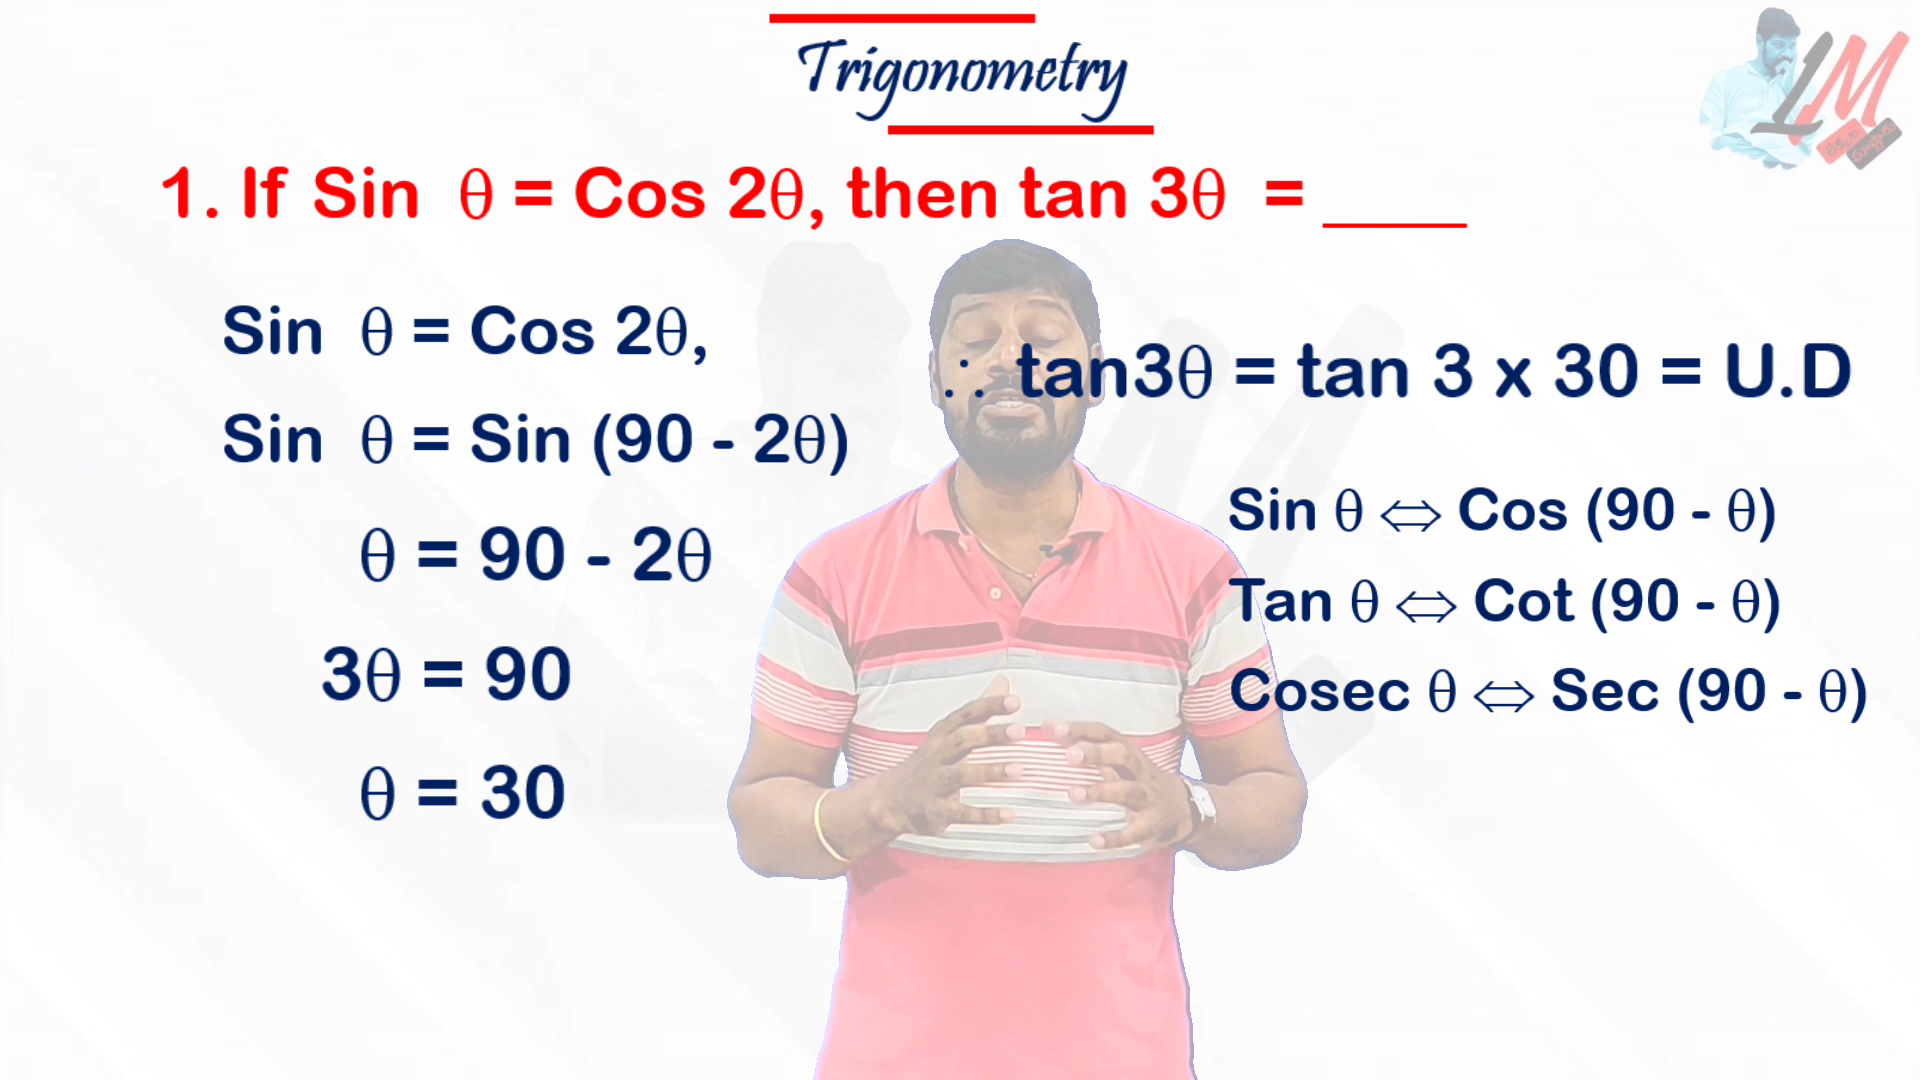 Trigonometry
LM
1. If Sin θ = Cos 2θ, then tan 3θ = ____
Sin θ = Cos 2θ,
Sin θ = Sin (90 - 2θ)
θ = 90 - 2θ
3θ = 90
θ = 30
∴ tan3θ = tan 3 x 30 = U.D
Sin θ ⇔ Cos (90 - θ)
Tan θ ⇔ Cot (90 - θ)
Cosec θ ⇔ Sec (90 - θ)